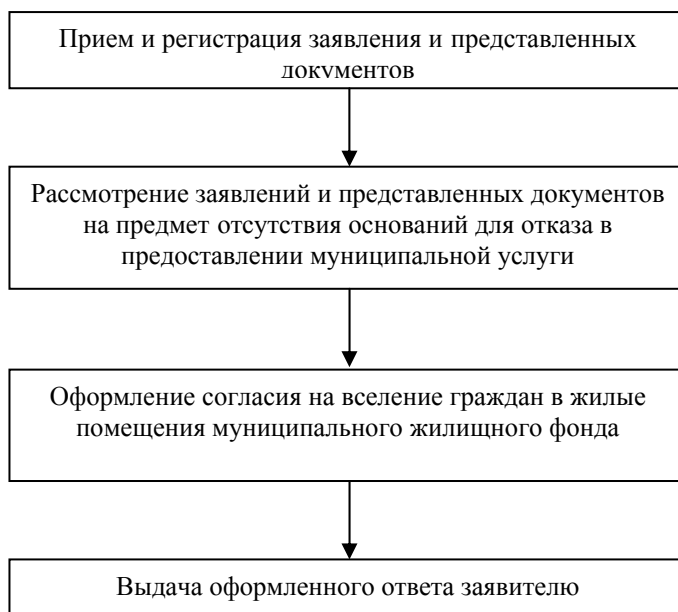 Прием и регистрация заявления и представленных
документов
Рассмотрение заявлений и представленных документов
на предмет отсутствия оснований для отказа в
предоставлении муниципальной услуги
Оформление согласия на вселение граждан в жилые
помещения муниципального жилищного фонда
Выдача оформленного ответа заявителю